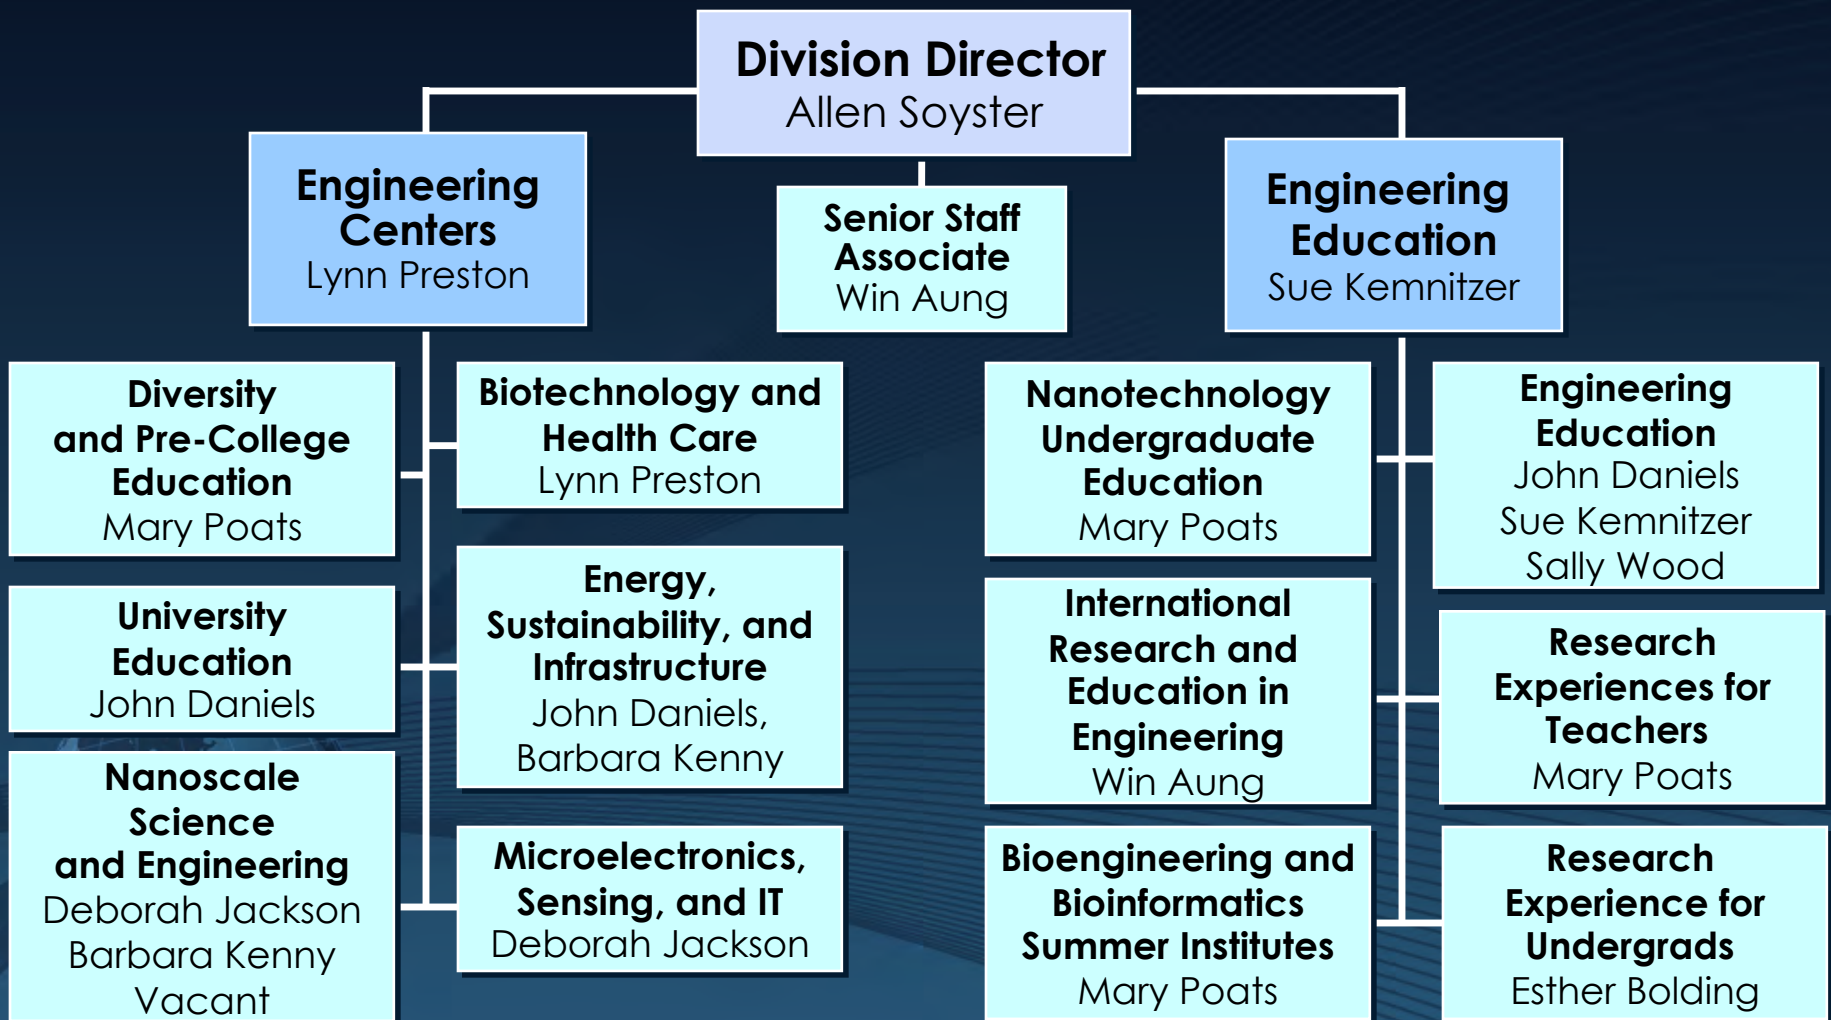 Division Director
Allen Soyster
Engineering
Centers
Lynn Preston
Senior Staff
Associate
Win Aung
Engineering
Education
Sue Kemnitzer
Diversity
and Pre-College
Education
Mary Poats
Biotechnology and
Health Care
Lynn Preston
University
Education
John Daniels
Energy,
Sustainability, and
Infrastructure
John Daniels,
Barbara Kenny
Nanoscale
Science
and Engineering
Deborah Jackson
Barbara Kenny
Vacant
Microelectronics,
Sensing, and IT
Deborah Jackson
Nanotechnology
Undergraduate
Education
Mary Poats
Engineering
Education
John Daniels
Sue Kemnitzer
Sally Wood
International
Research and
Education in
Engineering
Win Aung
Research
Experiences for
Teachers
Mary Poats
Bioengineering and
Bioinformatics
Summer Institutes
Mary Poats
Research
Experience for
Undergrads
Esther Bolding